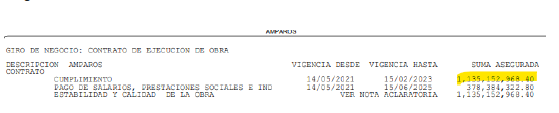 AMPAROS
GIRO DE NEGOCIO: CONTRATO DE EJECUCION DE OBRA
DESCRIPCION AMPAROS VIGENCIA DESDE VIGENCIA HASTA SUMA ASEGURADA
CONTRATO
CUMPLIMIENTO 14/05/2021 15/02/2023 1,135,152,968.40
PAGO DE SALARIOS, PRESTACIONES SOCIALES E IND 14/05/2021 15/06/2025 378,384,322.80
ESTABILIDAD Y CALIDAD DE LA OBRA VER NOTA ACLARATORIA 1,135,152,968.40